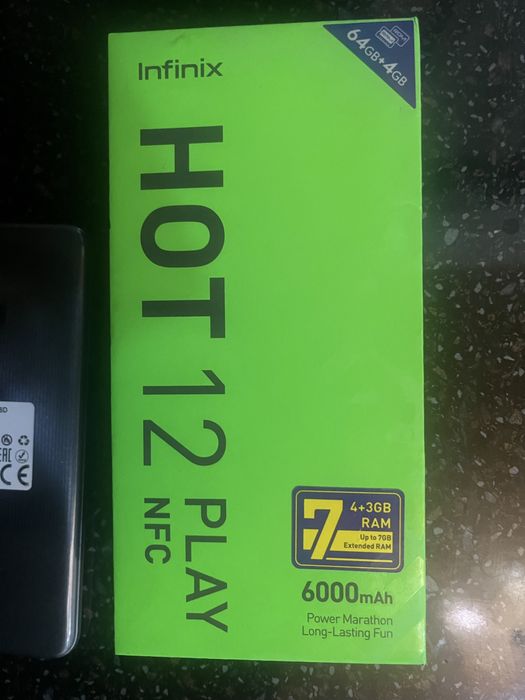 Infinix
64GB+4GB
HOT 12 PLAY
NFC
7
4+3GB
RAM
Up to 7GB
Extended RAM
6000mAh
Power Marathon
Long-Lasting Fun
EAC
CE